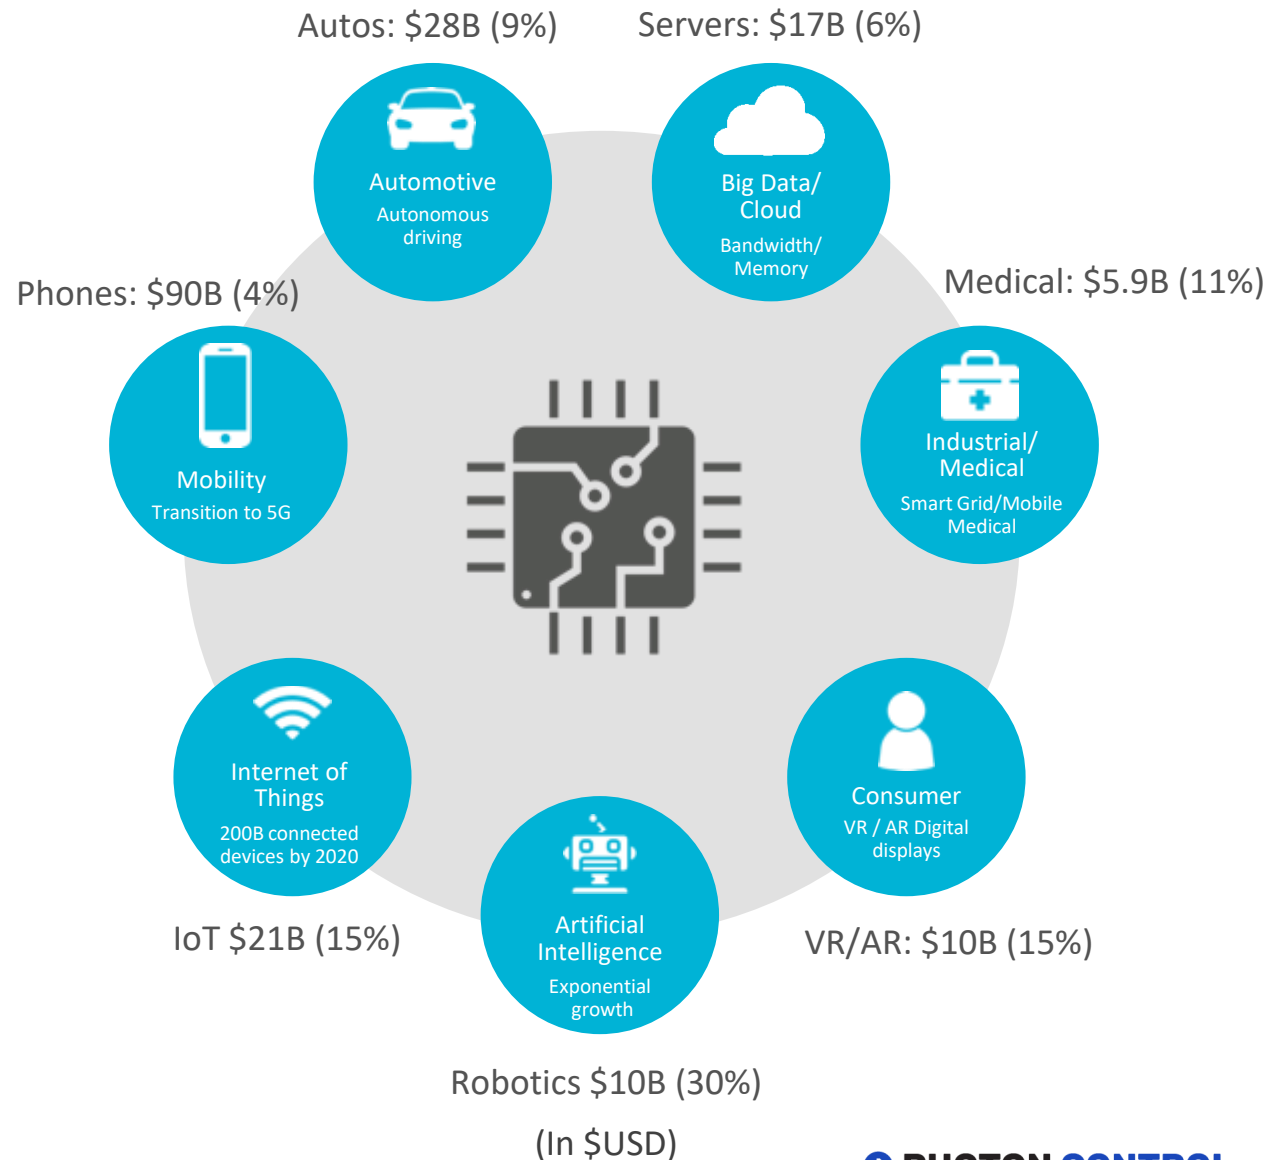 Autos: $28B (9%)
Servers: $17B (6%)
Automotive
Autonomous
driving
Big Data/
Cloud
Bandwidth/
Memory
Phones: $90B (4%)
Medical: $5.9B (11%)
Mobility
Transition to 5G
Industrial/
Medical
Smart Grid/Mobile
Medical
Internet of
Things
200B connected
devices by 2020
Consumer
VR / AR Digital
displays
Artificial
Intelligence
Exponential
growth
IoT $21B (15%)
VR/AR: $10B (15%)
Robotics $10B (30%)
(In $USD)
PHOTON CONTROL